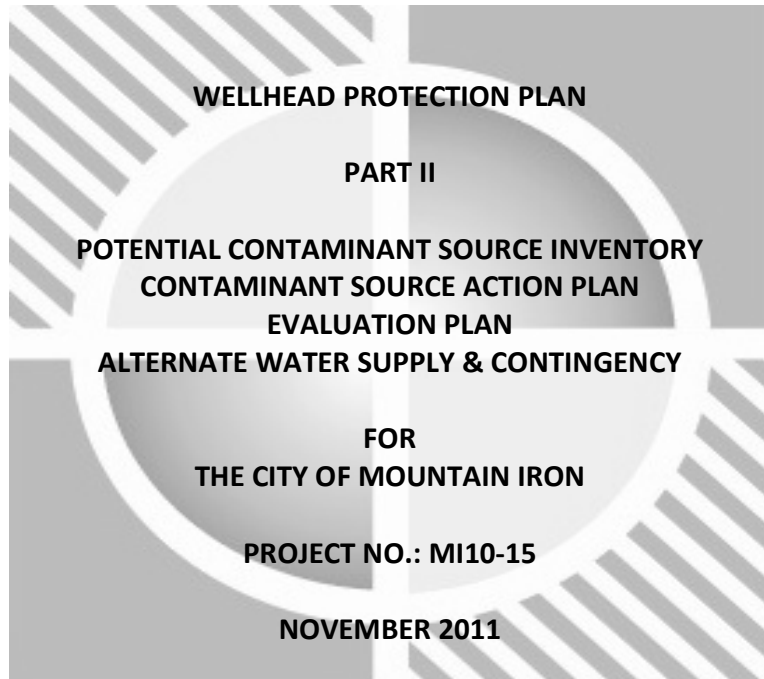 WELLHEAD PROTECTION PLAN
PART II
POTENTIAL CONTAMINANT SOURCE INVENTORY
CONTAMINANT SOURCE ACTION PLAN
EVALUATION PLAN
ALTERNATE WATER SUPPLY & CONTINGENCY
FOR
THE CITY OF MOUNTAIN IRON
PROJECT NO.: MI10-15
NOVEMBER 2011